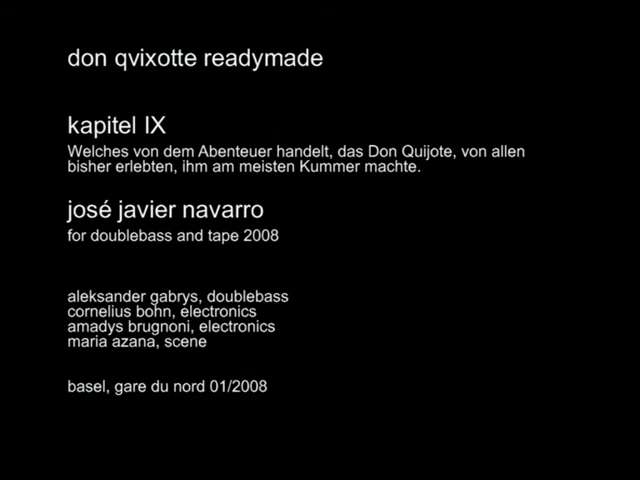 don qvixotte readymade
kapitel IX
Welches von dem Abenteuer handelt, das Don Quijote, von allen
bisher erlebten, ihm am meisten Kummer machte.
josé javier navarro
for doublebass and tape 2008
aleksander gabrys, doublebass
cornelius bohn, electronics
amadys brugnoni, electronics
maria azana, scene
basel, gare du nord 01/2008